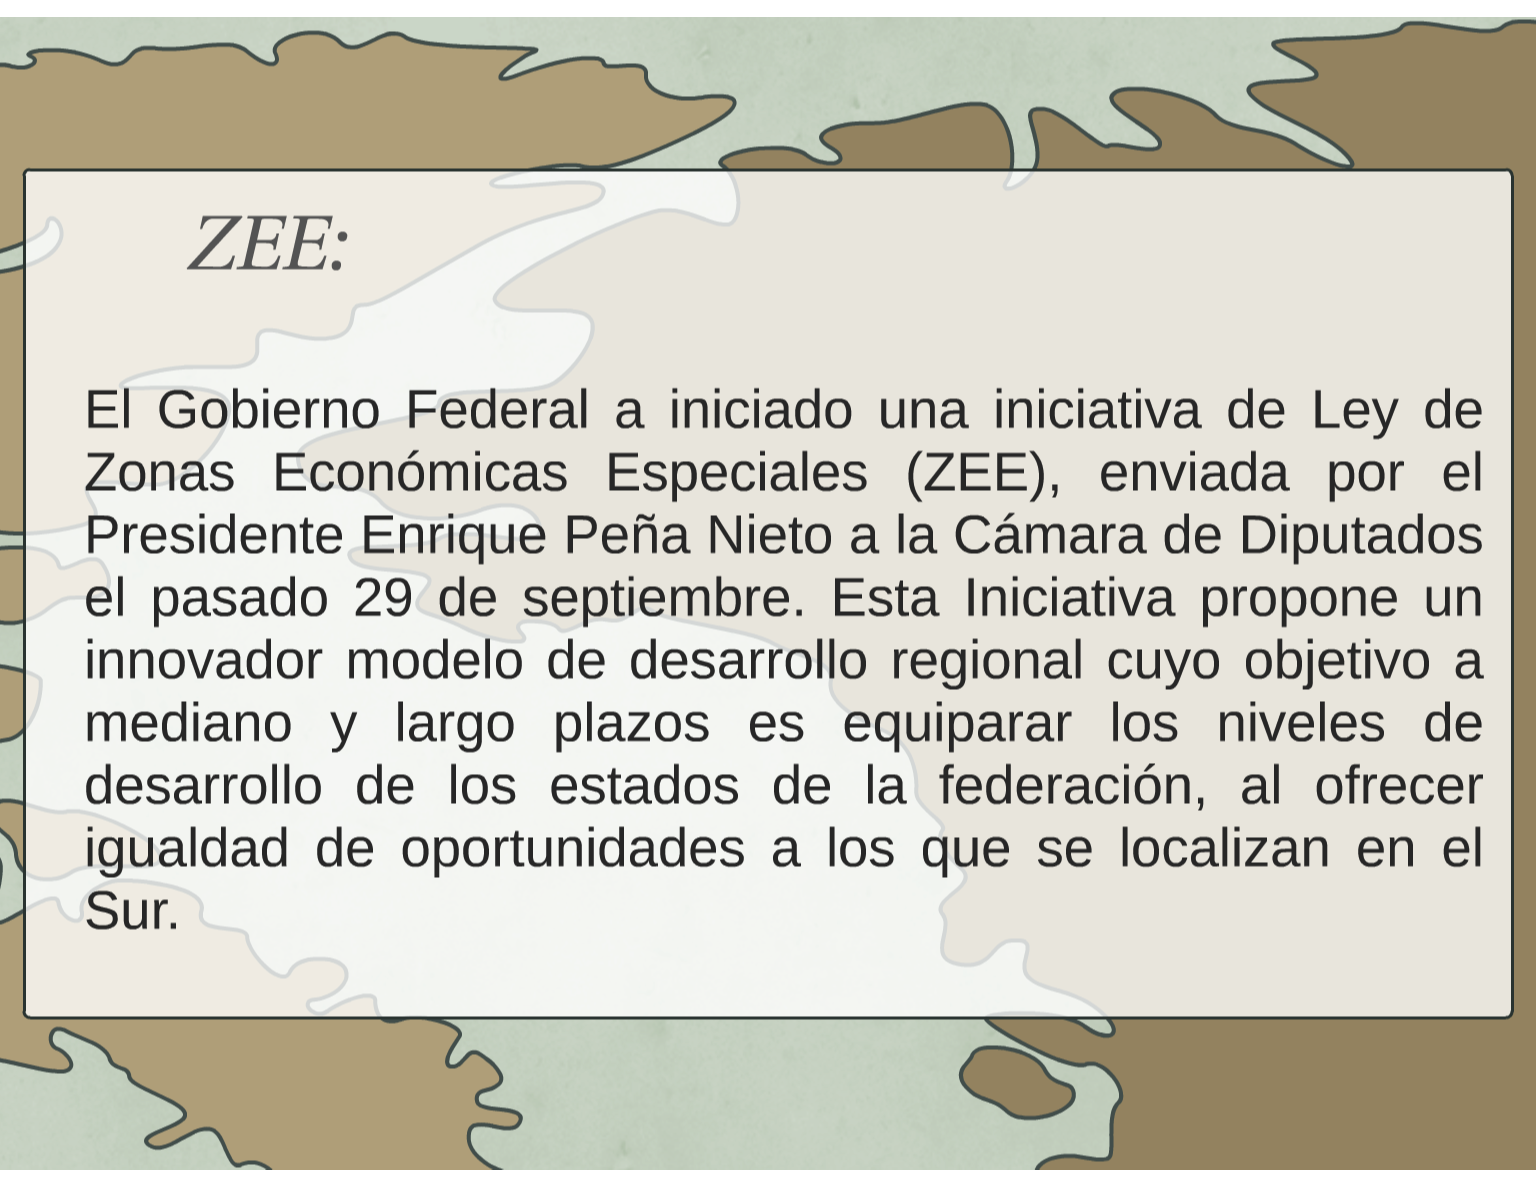 ZEE:
El Gobierno Federal a iniciado una iniciativa de Ley de
Zonas Económicas Especiales (ZEE), enviada por el
Presidente Enrique Peña Nieto a la Cámara de Diputados
el pasado 29 de septiembre. Esta Iniciativa propone un
innovador modelo de desarrollo regional cuyo objetivo a
mediano y largo plazos es equiparar los niveles de
desarrollo de los estados de la federación, al ofrecer
igualdad de oportunidades a los que se localizan en el
Sur.